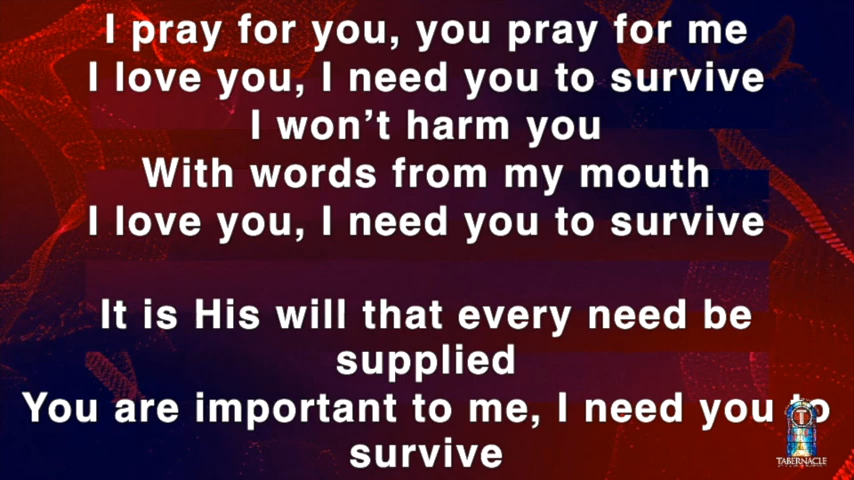 I pray for you, you pray for me
I love you, I need you to survive
I won’t harm you
With words from my mouth
I love you, I need you to survive
It is His will that every need be
supplied
You are important to me, I need you to
survive
T
TABERNACLE